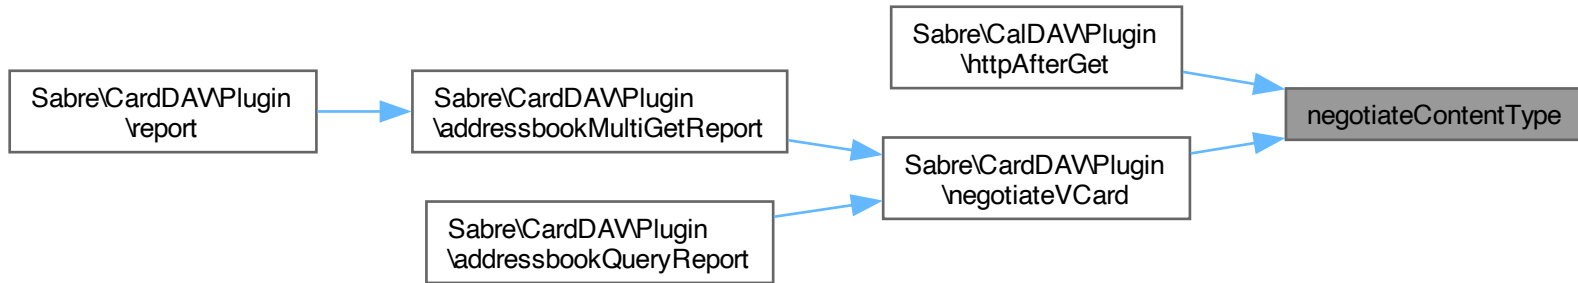 Sabre\CalDAV\Plugin
\httpAfterGet
Sabre\CardDAV\Plugin
\report
Sabre\CardDAV\Plugin
\addressbookMultiGetReport
negotiateContentType
Sabre\CardDAV\Plugin
\negotiateVCard
Sabre\CardDAV\Plugin
\addressbookQueryReport